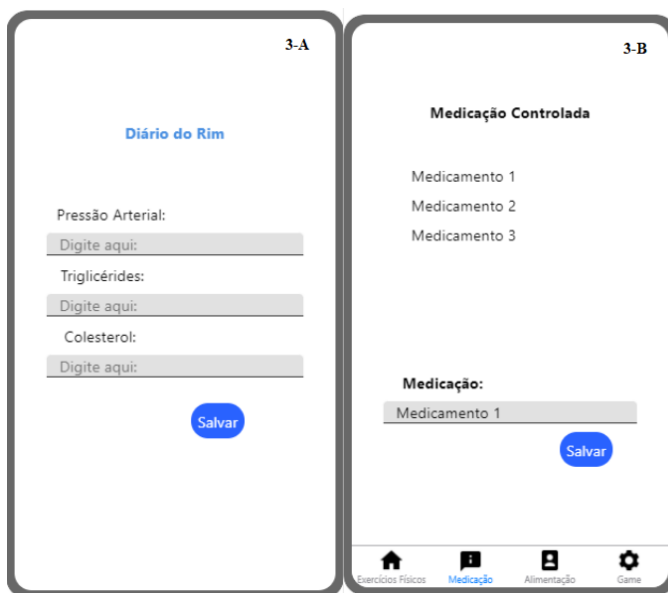 3-A
Diário do Rim
Pressão Arterial:
Digite aqui:
Triglicérides:
Digite aqui:
Colesterol:
Digite aqui:
Salvar
3-B
Medicação Controlada
Medicamento 1
Medicamento 2
Medicamento 3
Medicação:
Medicamento 1
Salvar
Exercícios Físicos Medicação Alimentação Game